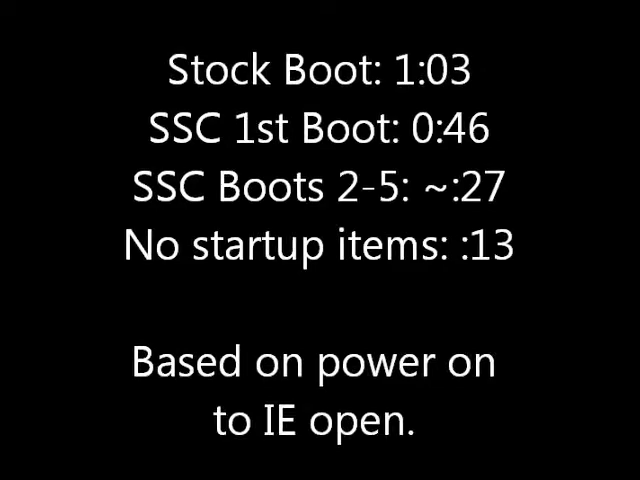 Stock Boot: 1:03
SSC 1st Boot: 0:46
SSC Boots 2-5: ~:27
No startup items: :13
Based on power on
to IE open.